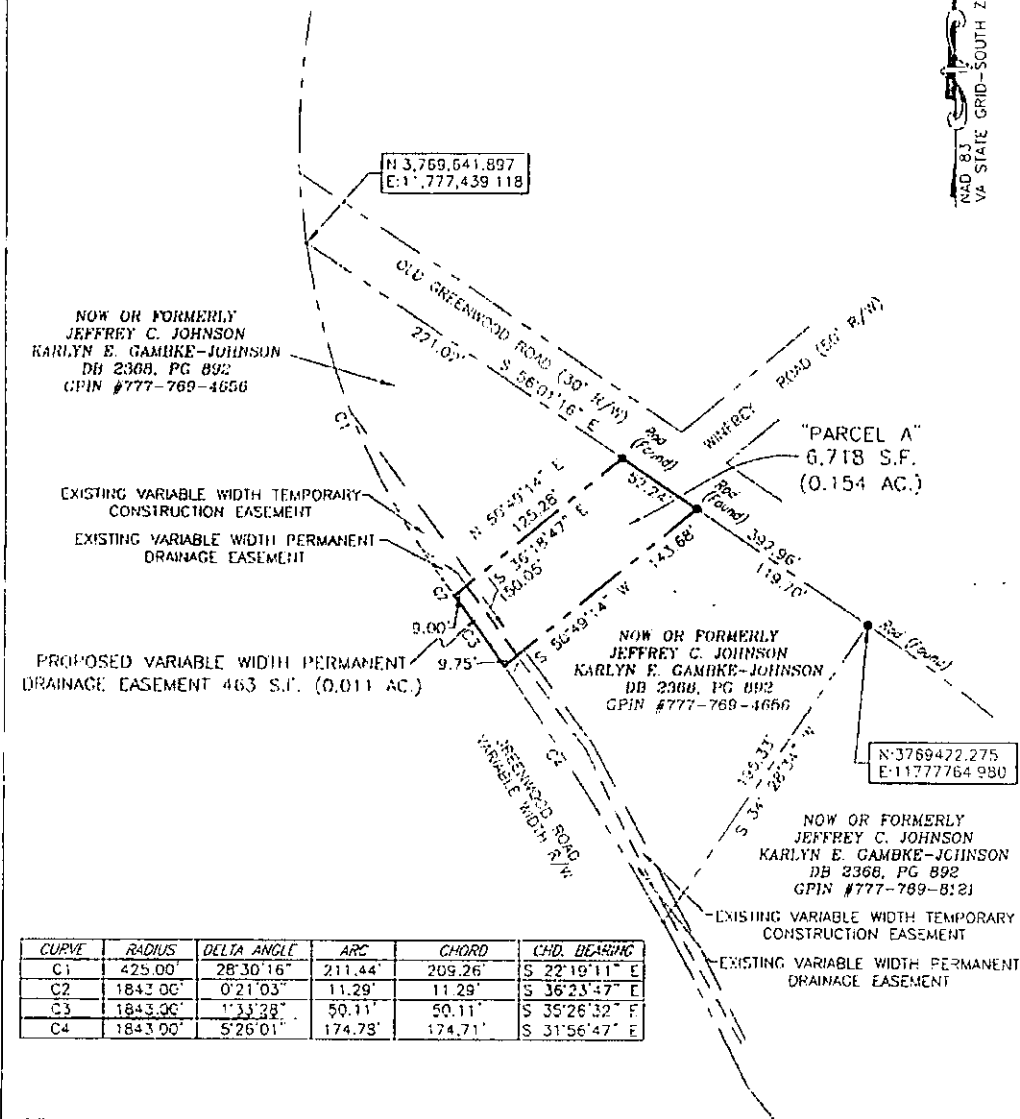 NAD 83
VA STATE GRID-SOUTH Z
N 3,769,641.897
E:11,777,439 118
OLD GREENWOOD ROAD (30' R/W)
221.02'
S 56°01'16" E
NOW OR FORMERLY
JEFFREY C. JOHNSON
KARLYN E. GAMBKE-JOHNSON
DB 2368, PG 892
GPIN #777-769-4656
WINERY ROAD (50' R/W)
Rod
(Found)
"PARCEL A"
6,718 S.F.
(0.154 AC.)
C1
Rod
(Found)
EXISTING VARIABLE WIDTH TEMPORARY
CONSTRUCTION EASEMENT
EXISTING VARIABLE WIDTH PERMANENT
DRAINAGE EASEMENT
125.28'
S 36°18'47" E
150.05'
143.68'
S 50°49'14" W
392.96'
119.70'
Rod (Found)
C2
C3
9.00'
9.75'
PROPOSED VARIABLE WIDTH PERMANENT
DRAINAGE EASEMENT 463 S.F. (0.011 AC.)
NOW OR FORMERLY
JEFFREY C. JOHNSON
KARLYN E. GAMBKE-JOHNSON
DB 2368, PG 892
GPIN #777-769-4656
GREENWOOD ROAD
VARIABLE WIDTH R/W
C4
S 34°28'34" W
N:3769472.275
E:11777764 980
NOW OR FORMERLY
JEFFREY C. JOHNSON
KARLYN E. GAMBKE-JOHNSON
DB 2368, PG 892
GPIN #777-769-8121
EXISTING VARIABLE WIDTH TEMPORARY
CONSTRUCTION EASEMENT
EXISTING VARIABLE WIDTH PERMANENT
DRAINAGE EASEMENT
CURVE RADIUS DELTA ANGLE ARC CHORD CHD. BEARING
C1 425.00' 28°30'16" 211.44' 209.26' S 22°19'11" E
C2 1843.00' 0°21'03" 11.29' 11.29' S 36°23'47" E
C3 1843.00' 1°33'28" 50.11' 50.11' S 35°26'32" E
C4 1843.00' 5°26'01" 174.78' 174.71' S 31°56'47" E